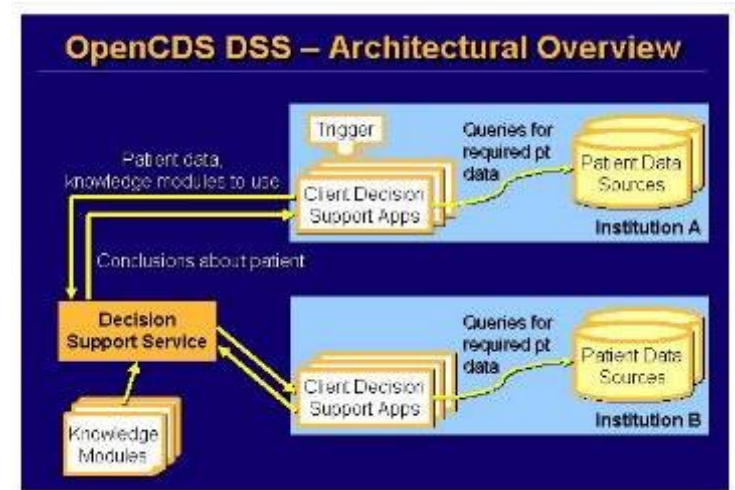 OpenCDS DSS – Architectural Overview
Trigger
Queries for
required pt
data
Patient Data
Sources
Patient data,
knowledge modules to use
Client Decision
Support Apps
Institution A
Conclusions about patient
Decision
Support Service
Queries for
required pt
data
Patient Data
Sources
Client Decision
Support Apps
Institution B
Knowledge
Modules